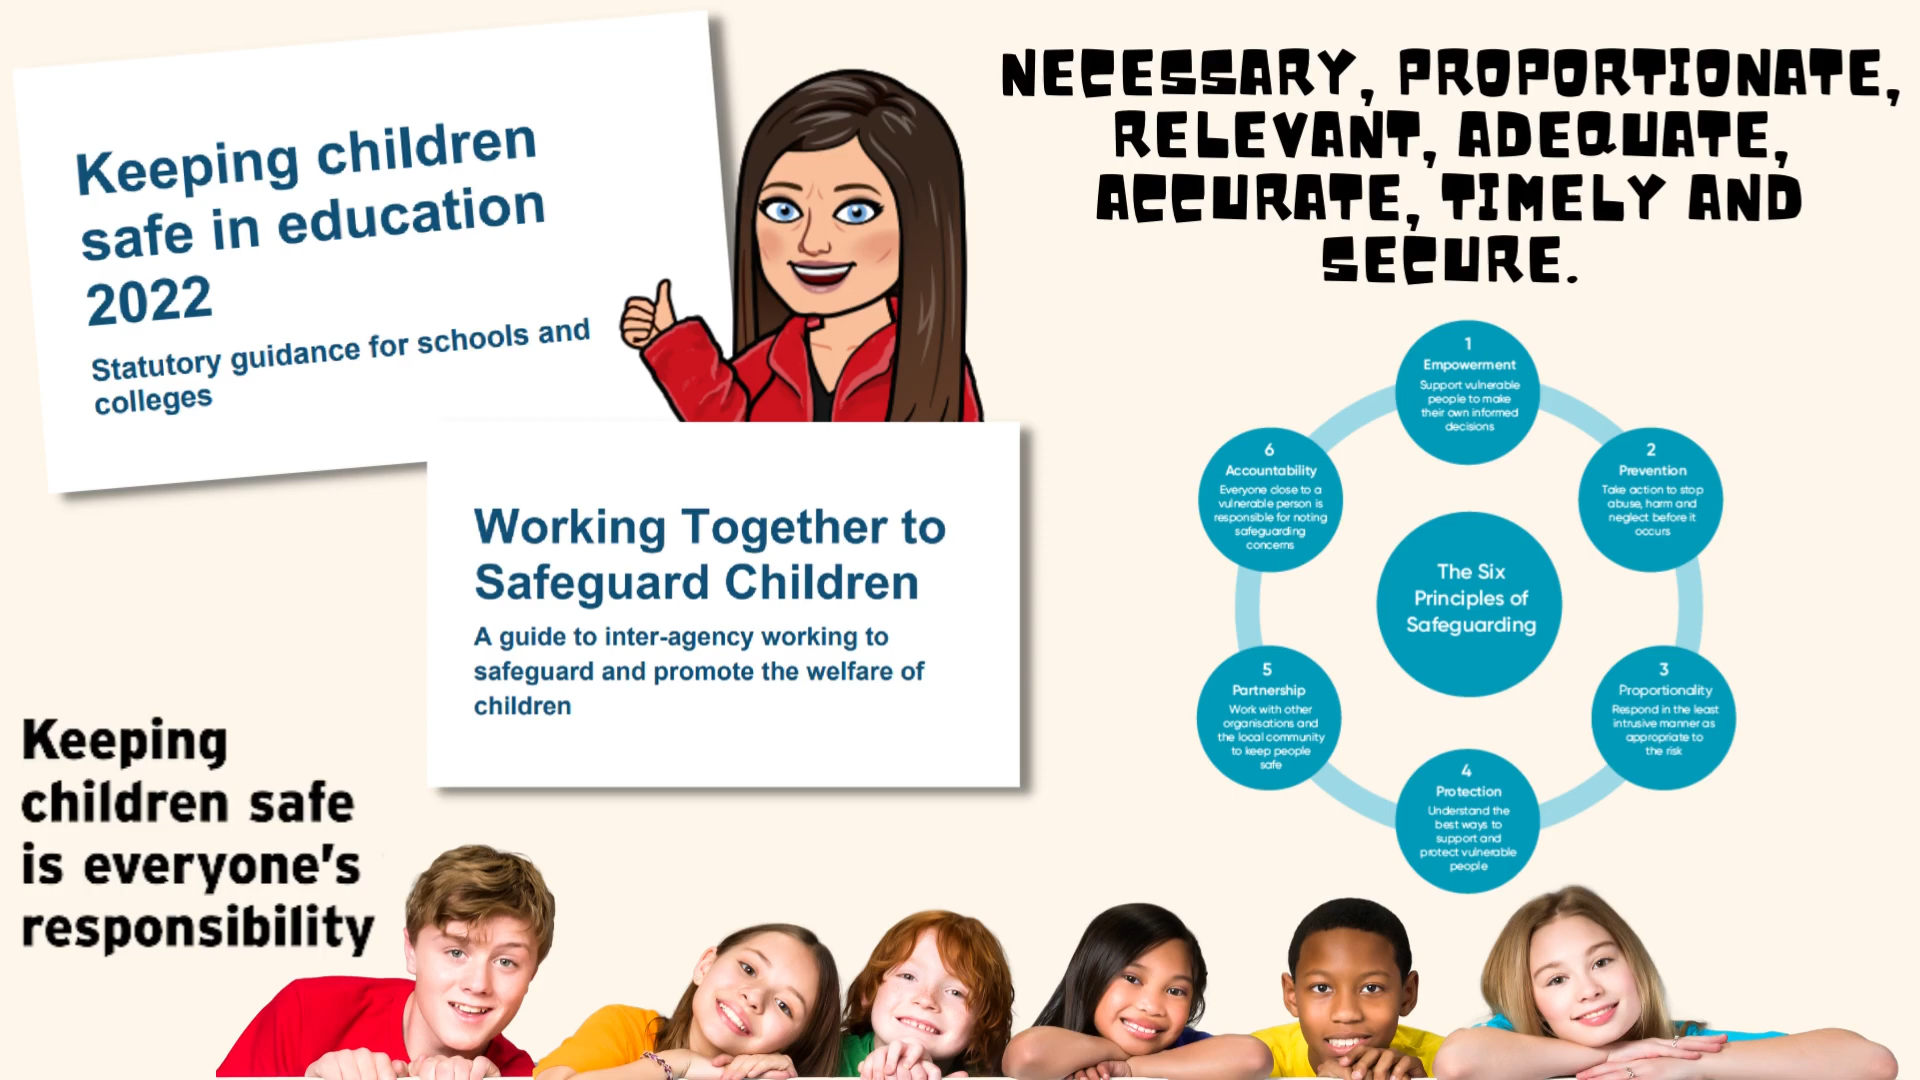 Keeping children
safe in education
2022
Statutory guidance for schools and
colleges
Working Together to
Safeguard Children
A guide to inter-agency working to
safeguard and promote the welfare of
children
Keeping
children safe
is everyone's
responsibility
NECESSARY, PROPORTIONATE,
RELEVANT, ADEQUATE,
ACCURATE, TIMELY AND
SECURE.
The Six
Principles of
Safeguarding
1
Empowerment
Support vulnerable
people to make
their own informed
decisions
2
Prevention
Take action to stop
abuse, harm and
neglect before it
occurs
3
Proportionality
Respond in the least
intrusive manner as
appropriate to
the risk
4
Protection
Understand the
best ways to
support and
protect vulnerable
people
5
Partnership
Work with other
organisations and
the local community
to keep people
safe
6
Accountability
Everyone close to a
vulnerable person is
responsible for noting
safeguarding
concerns